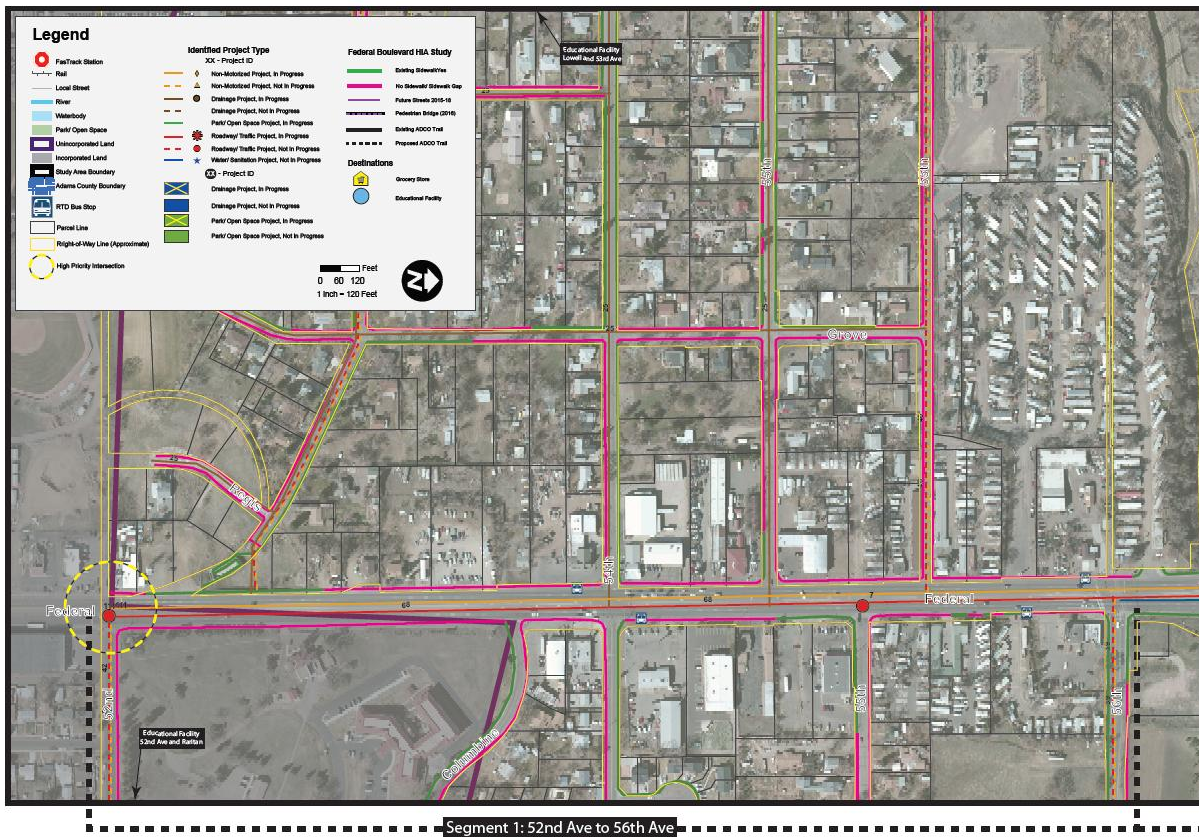 Legend
FasTrack Station
Rail
Local Street
River
Waterbody
Park/ Open Space
Unincorporated Land
Incorporated Land
Study Area Boundary
Adams County Boundary
RTD Bus Stop
Parcel Line
Rright-of-Way Line (Approximate)
High Priority Intersection
Identified Project Type
XX - Project ID
Non-Motorized Project, In Progress
Non-Motorized Project, Not In Progress
Drainage Project, In Progress
Drainage Project, Not In Progress
Park/ Open Space Project, In Progress
Roadway/ Traffic Project, In Progress
Roadway/ Traffic Project, Not In Progress
Water/ Sanitation Project, Not In Progress
XX - Project ID
Drainage Project, In Progress
Drainage Project, Not In Progress
Park/ Open Space Project, In Progress
Park/ Open Space Project, Not In Progress
Federal Boulevard HIA Study
Existing SidewalkYes
No Sidewalk/ Sidewalk Gap
Future Streets 2015-18
Pedestrian Bridge (2016)
Existing ADCO Trail
Proposed ADCO Trail
Destinations
Grocery Store
Educational Facility
Feet
0 60 120
1 inch = 120 Feet
N
Educational Facility
Lowell and 53rd Ave
25
55th
25
25
25
Grove
25
Regis
54th
Federal
68
68
7
Federal
42
52nd
55th
56th
Columbine
Educational Facility
52nd Ave and Raritan
Segment 1: 52nd Ave to 56th Ave